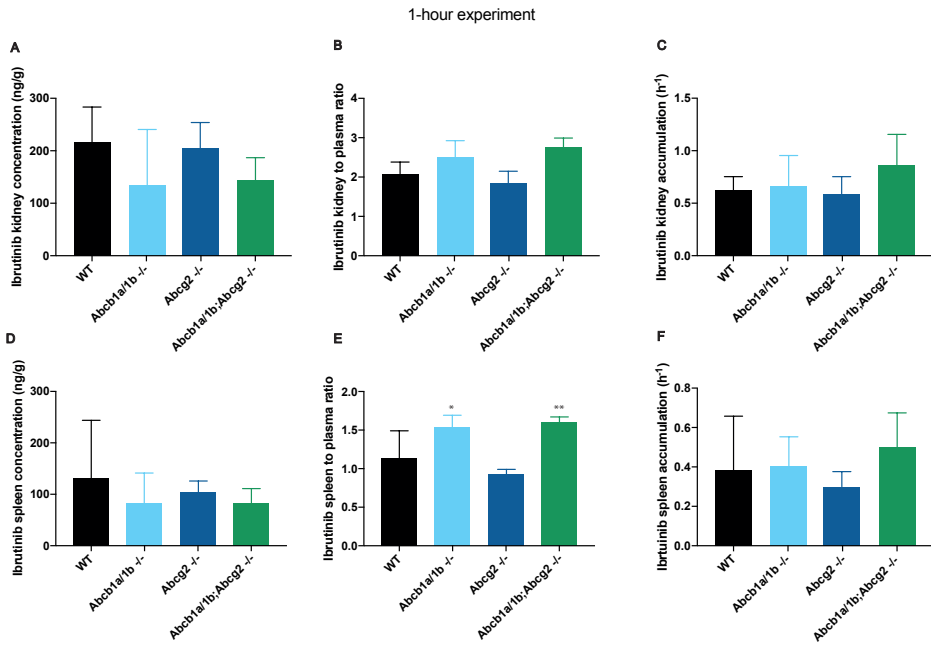 1-hour experiment
A
B
C
Ibrutinib kidney concentration (ng/g)
300
200
100
0
WT
Abcb1a/1b -/-
Abcg2 -/-
Abcb1a/1b;Abcg2 -/-
Ibrutinib kidney to plasma ratio
4
3
2
1
0
WT
Abcb1a/1b -/-
Abcg2 -/-
Abcb1a/1b;Abcg2 -/-
Ibrutinib kidney accumulation (h⁻¹)
1.5
1.0
0.5
0.0
WT
Abcb1a/1b -/-
Abcg2 -/-
Abcb1a/1b;Abcg2 -/-
D
E
F
Ibrutinib spleen concentration (ng/g)
300
200
100
0
WT
Abcb1a/1b -/-
Abcg2 -/-
Abcb1a/1b;Abcg2 -/-
Ibrutinib spleen to plasma ratio
2.0
1.5
1.0
0.5
0.0
*
**
WT
Abcb1a/1b -/-
Abcg2 -/-
Abcb1a/1b;Abcg2 -/-
Ibrtuinib spleen accumulation (h⁻¹)
0.8
0.6
0.4
0.2
0.0
WT
Abcb1a/1b -/-
Abcg2 -/-
Abcb1a/1b;Abcg2 -/-